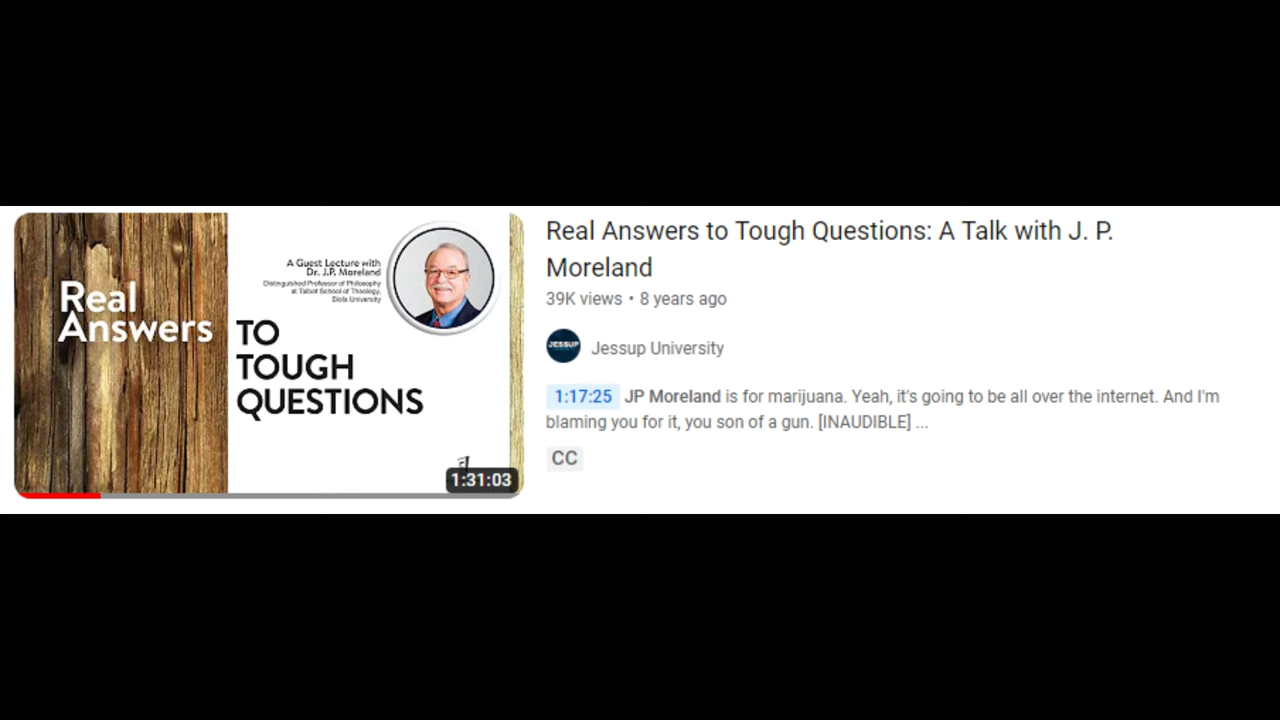 Real
Answers
A Guest Lecture with
Dr. J.P. Moreland
Distinguished Professor of Philosophy
at Talbot School of Theology,
Biola University
TO
TOUGH
QUESTIONS
1:31:03
Real Answers to Tough Questions: A Talk with J. P.
Moreland
39K views • 8 years ago
JESSUP
Jessup University
1:17:25 JP Moreland is for marijuana. Yeah, it's going to be all over the internet. And I'm
blaming you for it, you son of a gun. [INAUDIBLE] ...
CC